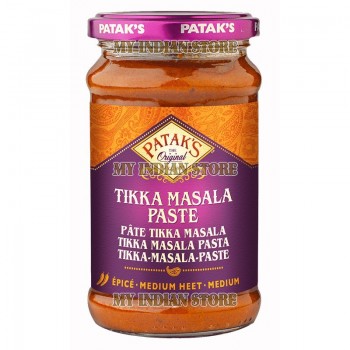 PATAK'S
MY INDIAN STORE
PATAK'S
THE
Original
MY INDIAN STORE
TIKKA MASALA
PASTE
PÂTE TIKKA MASALA
TIKKA MASALA PASTA
TIKKA-MASALA-PASTE
ÉPICÉ • MEDIUM HEET • MEDIUM
MY INDIAN STORE